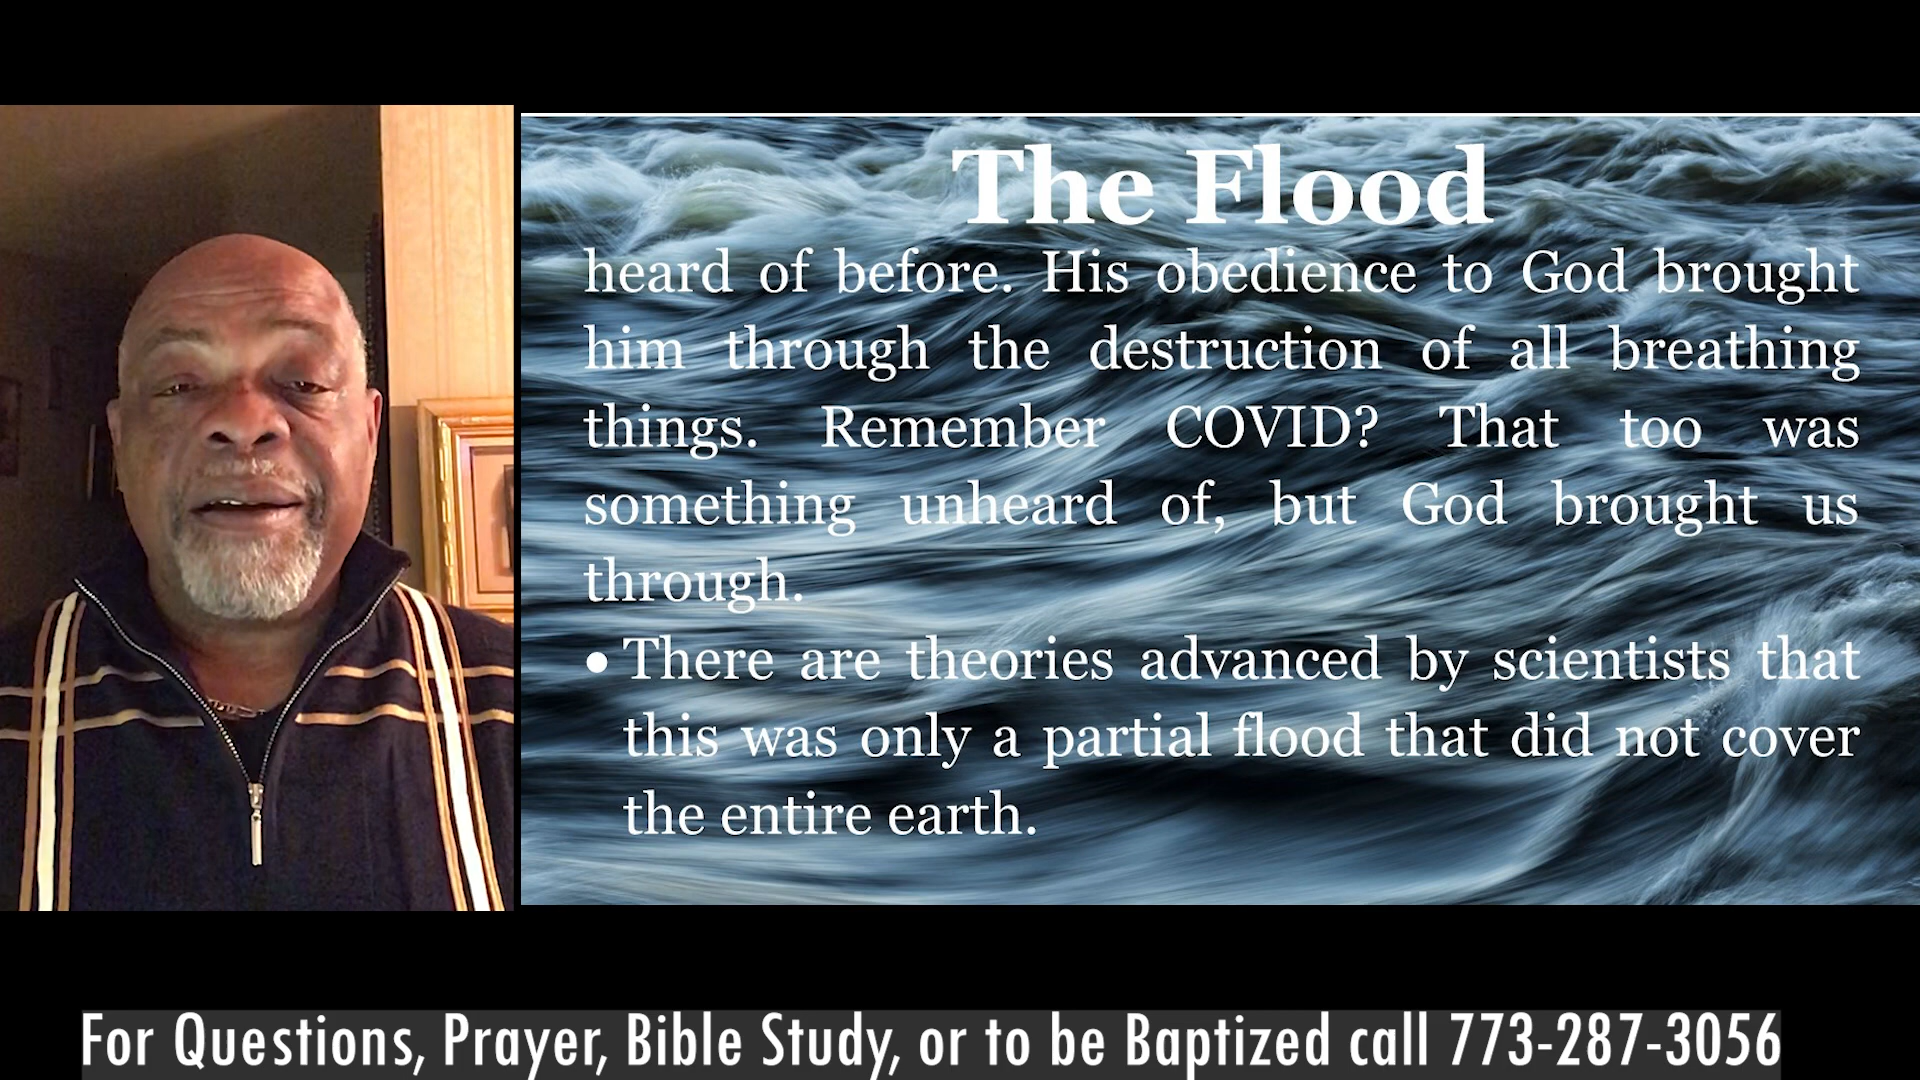 The Flood
heard of before. His obedience to God brought
him through the destruction of all breathing
things. Remember COVID? That too was
something unheard of, but God brought us
through.
• There are theories advanced by scientists that
this was only a partial flood that did not cover
the entire earth.
For Questions, Prayer, Bible Study, or to be Baptized call 773-287-3056